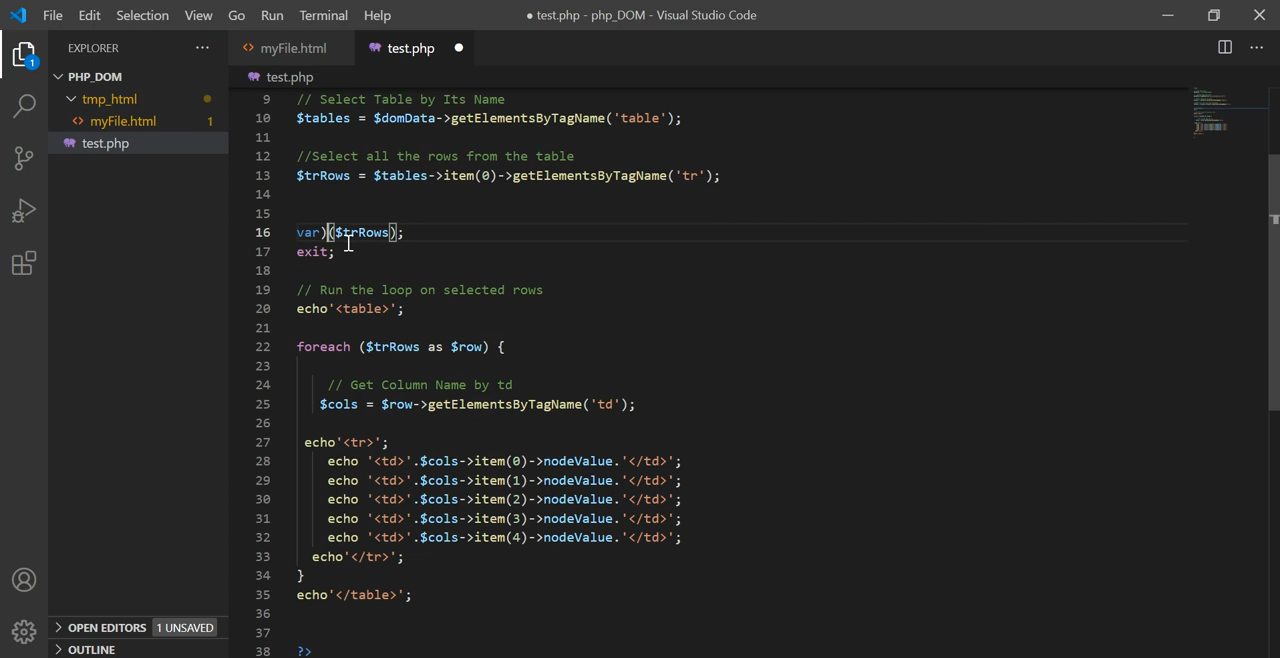 File Edit Selection View Go Run Terminal Help
● test.php - php_DOM - Visual Studio Code
1
EXPLORER
PHP_DOM
tmp_html
<> myFile.html 1
test.php
OPEN EDITORS 1 UNSAVED
OUTLINE
<> myFile.html
test.php
test.php
9 // Select Table by Its Name
10 $tables = $domData->getElementsByTagName('table');
11
12 //Select all the rows from the table
13 $trRows = $tables->item(0)->getElementsByTagName('tr');
14
15
16 var)($trRows);
17 exit;
18
19 // Run the loop on selected rows
20 echo'<table>';
21
22 foreach ($trRows as $row) {
23
24 // Get Column Name by td
25 $cols = $row->getElementsByTagName('td');
26
27 echo'<tr>';
28 echo '<td>'.$cols->item(0)->nodeValue.'</td>';
29 echo '<td>'.$cols->item(1)->nodeValue.'</td>';
30 echo '<td>'.$cols->item(2)->nodeValue.'</td>';
31 echo '<td>'.$cols->item(3)->nodeValue.'</td>';
32 echo '<td>'.$cols->item(4)->nodeValue.'</td>';
33 echo'</tr>';
34 }
35 echo'</table>';
36
37
38 ?>